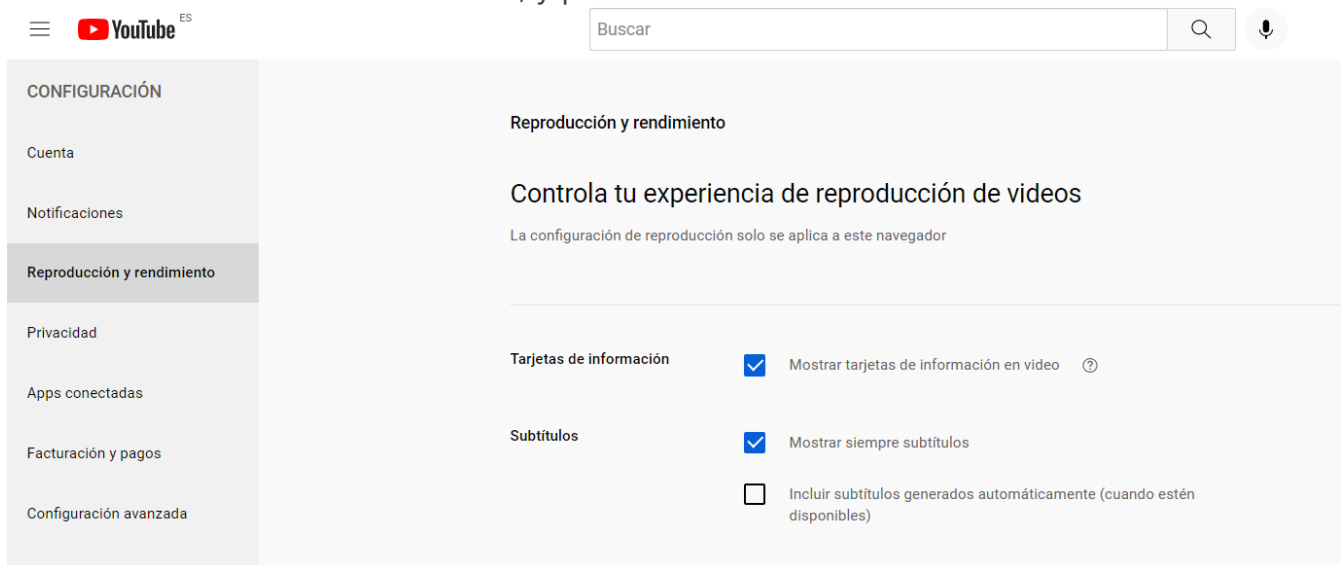 YouTube ES
Buscar
CONFIGURACIÓN
Cuenta
Notificaciones
Reproducción y rendimiento
Privacidad
Apps conectadas
Facturación y pagos
Configuración avanzada
Reproducción y rendimiento
Controla tu experiencia de reproducción de videos
La configuración de reproducción solo se aplica a este navegador
Tarjetas de información
Mostrar tarjetas de información en video
Subtítulos
Mostrar siempre subtítulos
Incluir subtítulos generados automáticamente (cuando estén
disponibles)